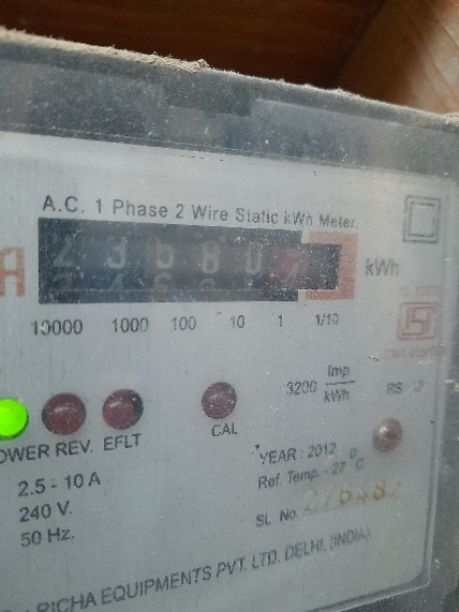 A.C. 1 Phase 2 Wire Static kWh Meter.
kWh
10000 1000 100 10 1 1/10
3200 Imp/kWh
REV. EFLT
CAL
2.5 - 10 A
240 V.
50 Hz.
YEAR : 2012
Ref. Temp. - 27 °C
SL. No.
RICHA EQUIPMENTS PVT. LTD. DELHI, (INDIA)